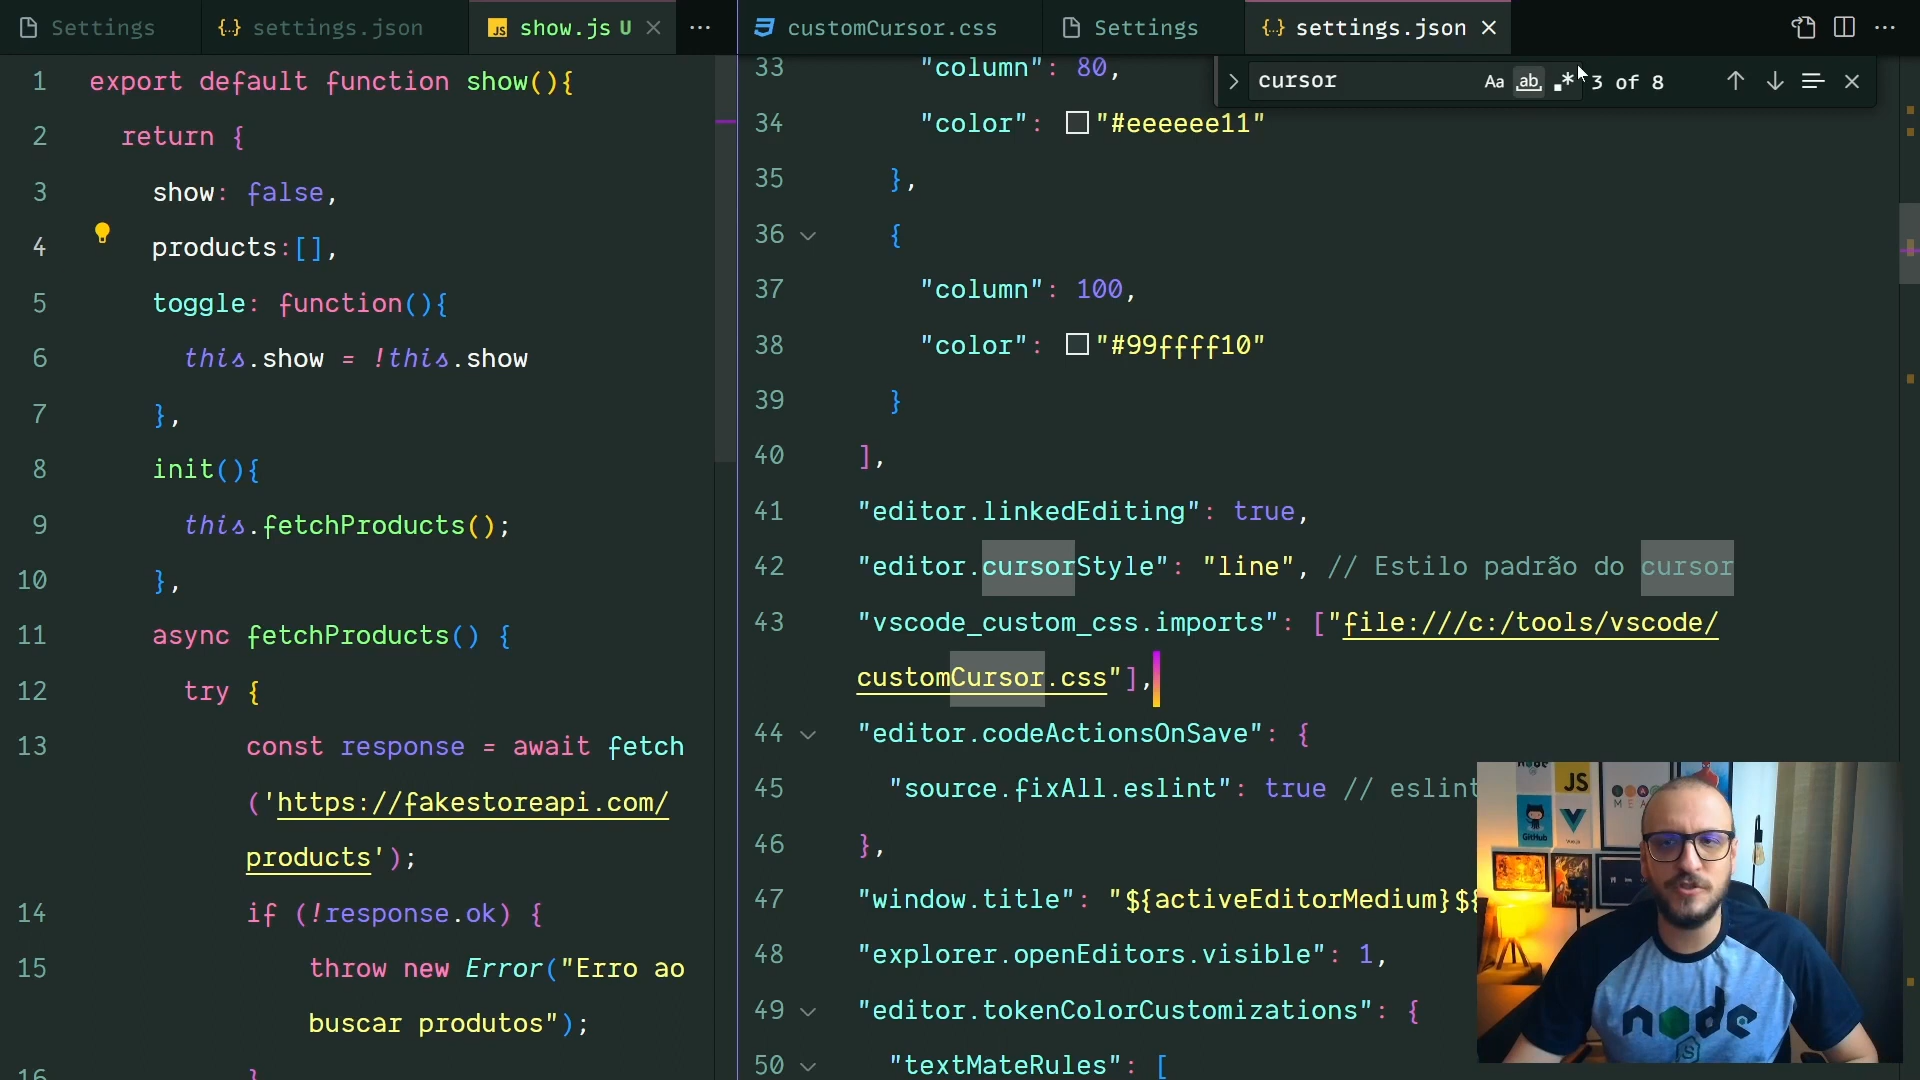 Settings
settings.json
JS show.js U
customCursor.css
Settings
settings.json
1 export default function show(){
2 return {
3 show: false,
4 products:[],
5 toggle: function(){
6 this.show = !this.show
7 },
8 init(){
9 this.fetchProducts();
10 },
11 async fetchProducts() {
12 try {
13 const response = await fetch
('https://fakestoreapi.com/
products');
14 if (!response.ok) {
15 throw new Error("Erro ao
buscar produtos");
16 }
cursor Aa ab .* 3 of 8
33 "column": 80,
34 "color": "#eeeeee11"
35 },
36 {
37 "column": 100,
38 "color": "#99ffff10"
39 }
40 ],
41 "editor.linkedEditing": true,
42 "editor.cursorStyle": "line", // Estilo padrão do cursor
43 "vscode_custom_css.imports": ["file:///c:/tools/vscode/
customCursor.css"],
44 "editor.codeActionsOnSave": {
45 "source.fixAll.eslint": true // eslint
46 },
47 "window.title": "${activeEditorMedium}${
48 "explorer.openEditors.visible": 1,
49 "editor.tokenColorCustomizations": {
50 "textMateRules": [
node
JS
GitHub
node